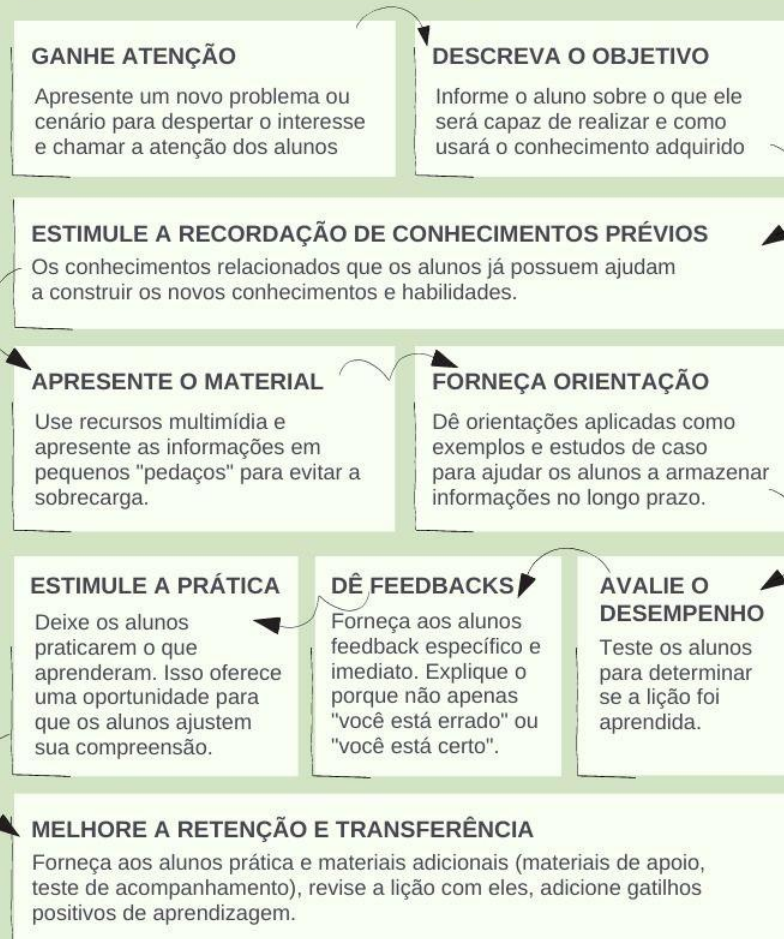 GANHE ATENÇÃO
Apresente um novo problema ou
cenário para despertar o interesse
e chamar a atenção dos alunos
DESCREVA O OBJETIVO
Informe o aluno sobre o que ele
será capaz de realizar e como
usará o conhecimento adquirido
ESTIMULE A RECORDAÇÃO DE CONHECIMENTOS PRÉVIOS
Os conhecimentos relacionados que os alunos já possuem ajudam
a construir os novos conhecimentos e habilidades.
APRESENTE O MATERIAL
Use recursos multimídia e
apresente as informações em
pequenos "pedaços" para evitar a
sobrecarga.
FORNEÇA ORIENTAÇÃO
Dê orientações aplicadas como
exemplos e estudos de caso
para ajudar os alunos a armazenar
informações no longo prazo.
ESTIMULE A PRÁTICA
Deixe os alunos
praticarem o que
aprenderam. Isso oferece
uma oportunidade para
que os alunos ajustem
sua compreensão.
DÊ FEEDBACKS
Forneça aos alunos
feedback específico e
imediato. Explique o
porque não apenas
"você está errado" ou
"você está certo".
AVALIE O
DESEMPENHO
Teste os alunos
para determinar
se a lição foi
aprendida.
MELHORE A RETENÇÃO E TRANSFERÊNCIA
Forneça aos alunos prática e materiais adicionais (materiais de apoio,
teste de acompanhamento), revise a lição com eles, adicione gatilhos
positivos de aprendizagem.